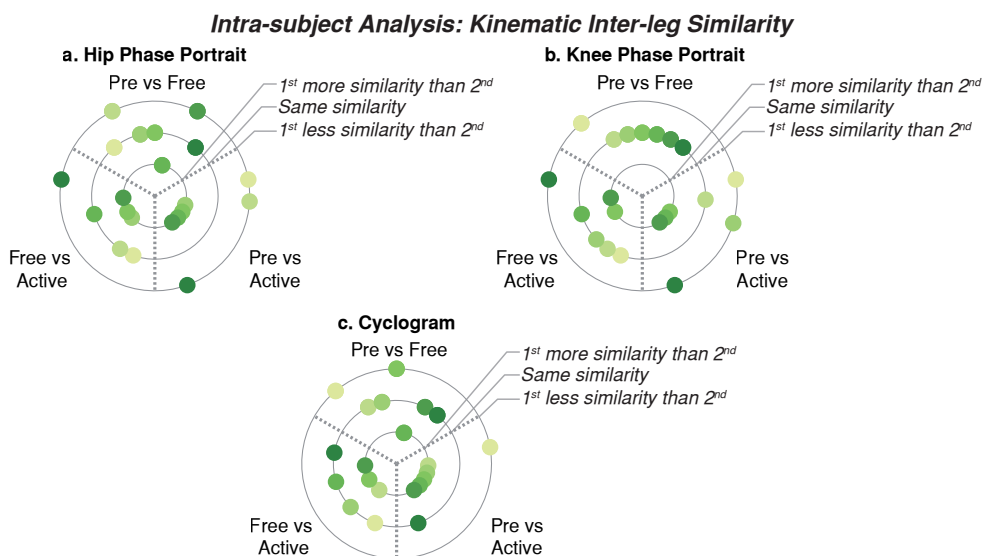 Intra-subject Analysis: Kinematic Inter-leg Similarity
a. Hip Phase Portrait
Pre vs Free
1st more similarity than 2nd
Same similarity
1st less similarity than 2nd
Free vs
Active
Pre vs
Active
b. Knee Phase Portrait
Pre vs Free
1st more similarity than 2nd
Same similarity
1st less similarity than 2nd
Free vs
Active
Pre vs
Active
c. Cyclogram
Pre vs Free
1st more similarity than 2nd
Same similarity
1st less similarity than 2nd
Free vs
Active
Pre vs
Active